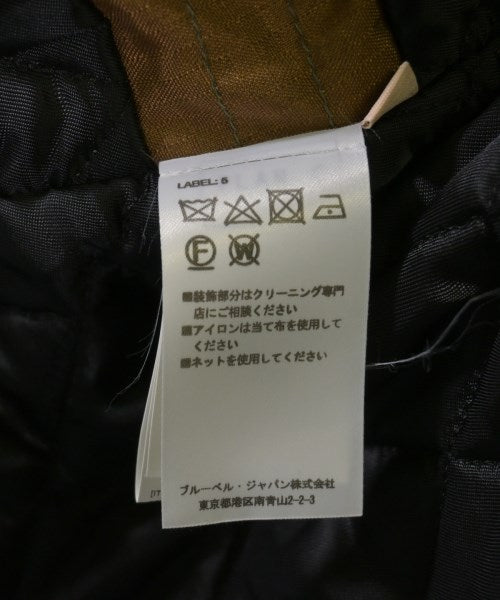 LABEL: 5
F W
■装飾部分はクリーニング専門
店にご相談ください
■アイロンは当て布を使用して
ください
■ネットを使用してください
ブルーベル・ジャパン株式会社
東京都港区南青山2-2-3